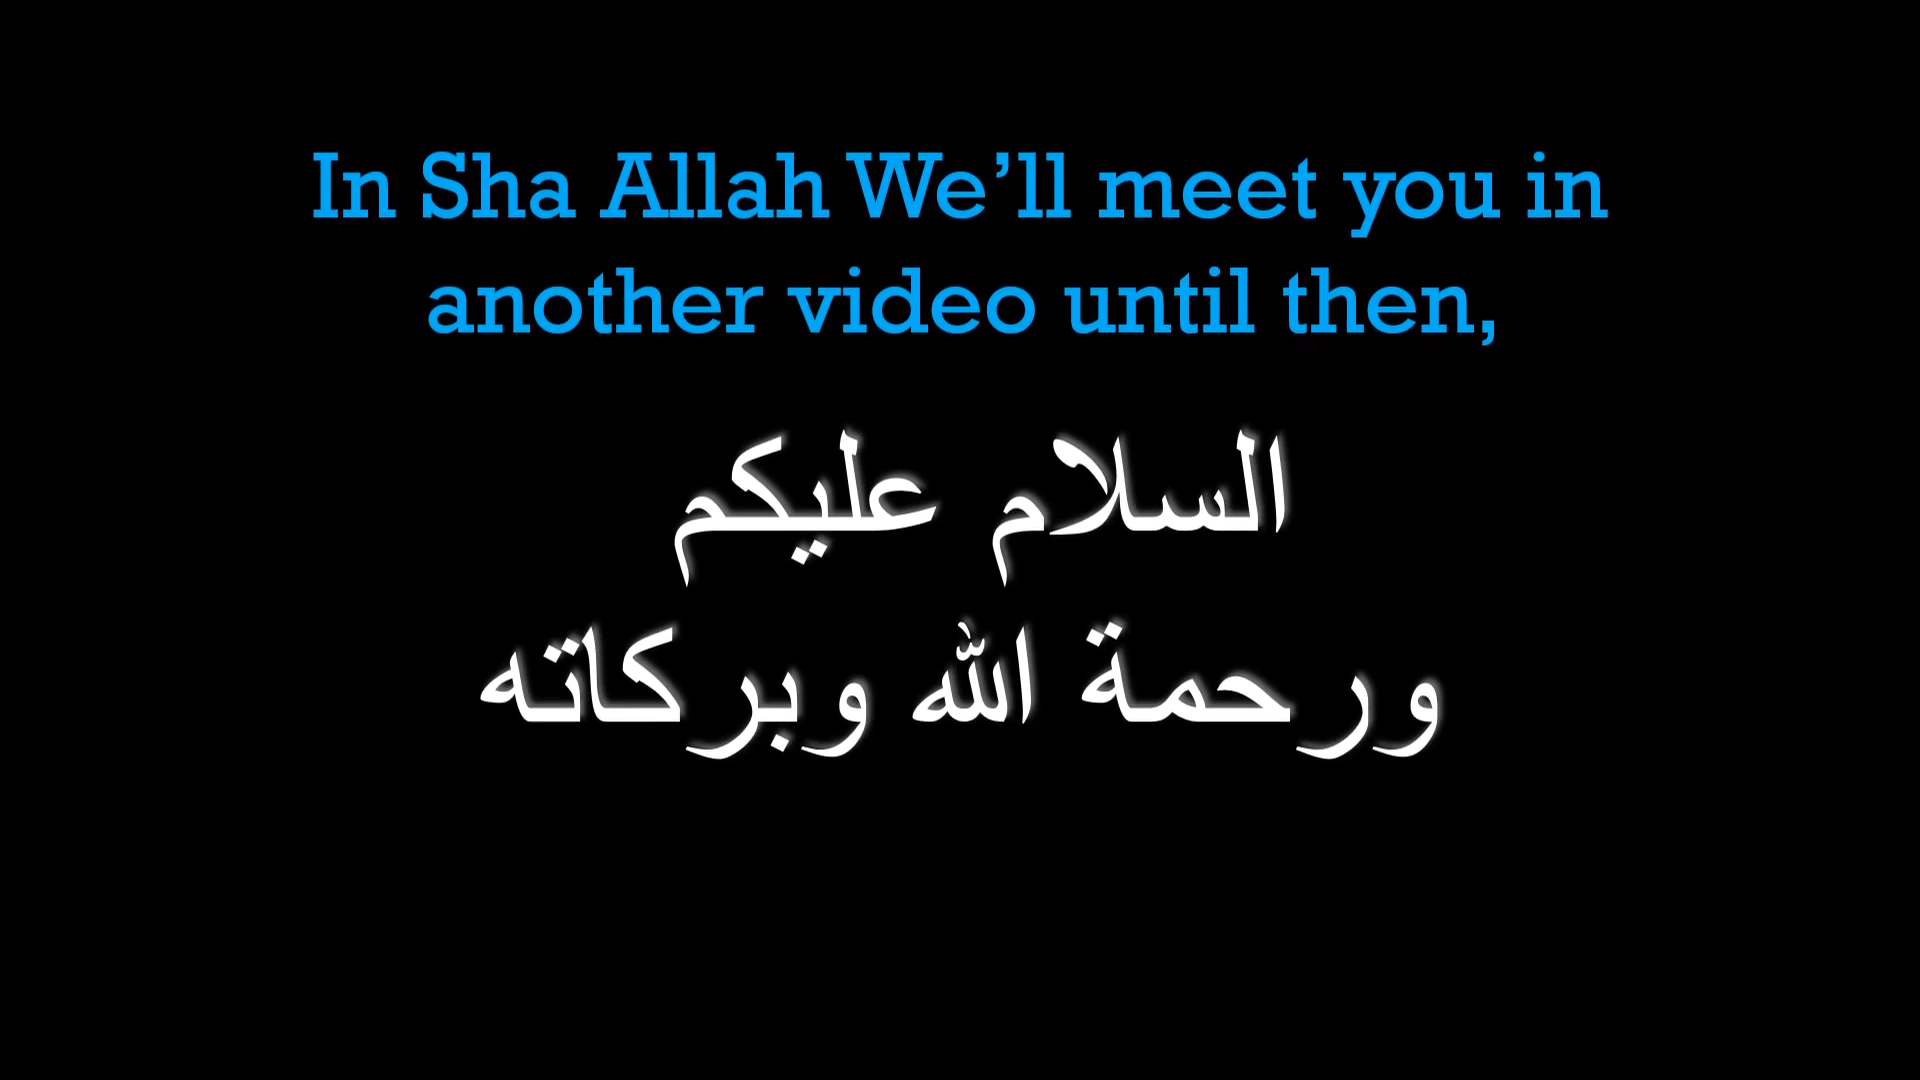 In Sha Allah We’ll meet you in
another video until then,
السلام عليكم
ورحمة الله وبركاته